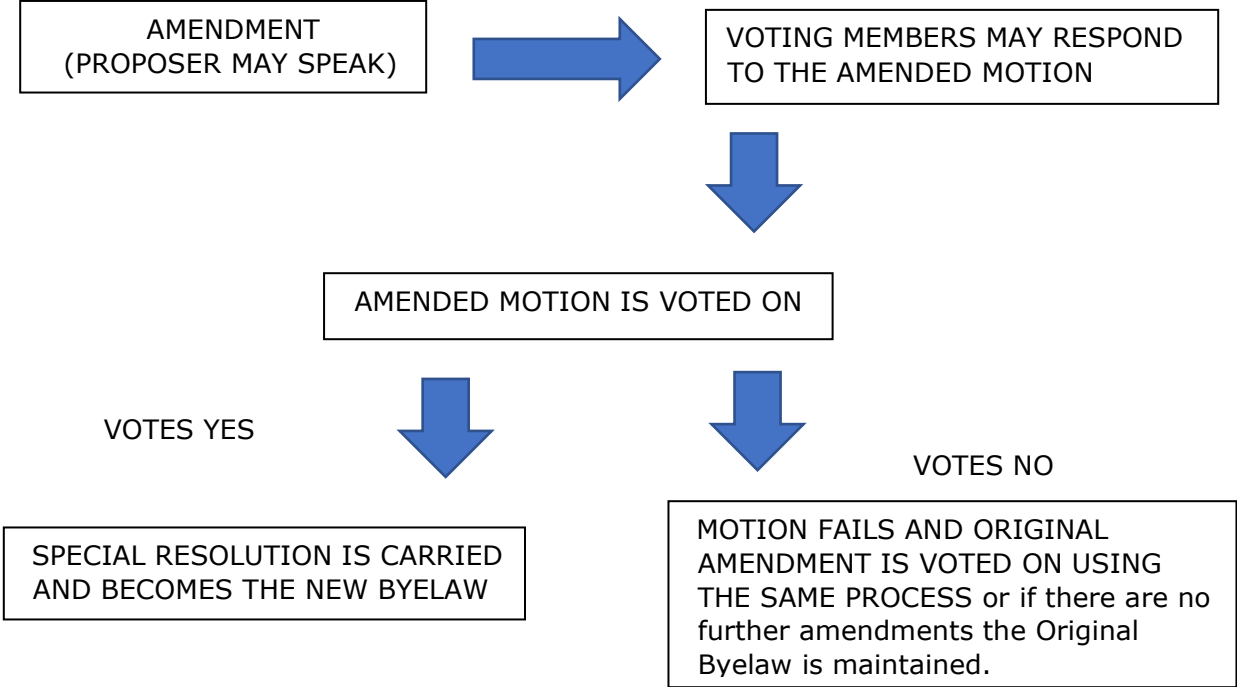 AMENDMENT
(PROPOSER MAY SPEAK)
VOTING MEMBERS MAY RESPOND
TO THE AMENDED MOTION
AMENDED MOTION IS VOTED ON
VOTES YES
VOTES NO
SPECIAL RESOLUTION IS CARRIED
AND BECOMES THE NEW BYELAW
MOTION FAILS AND ORIGINAL
AMENDMENT IS VOTED ON USING
THE SAME PROCESS or if there are no
further amendments the Original
Byelaw is maintained.